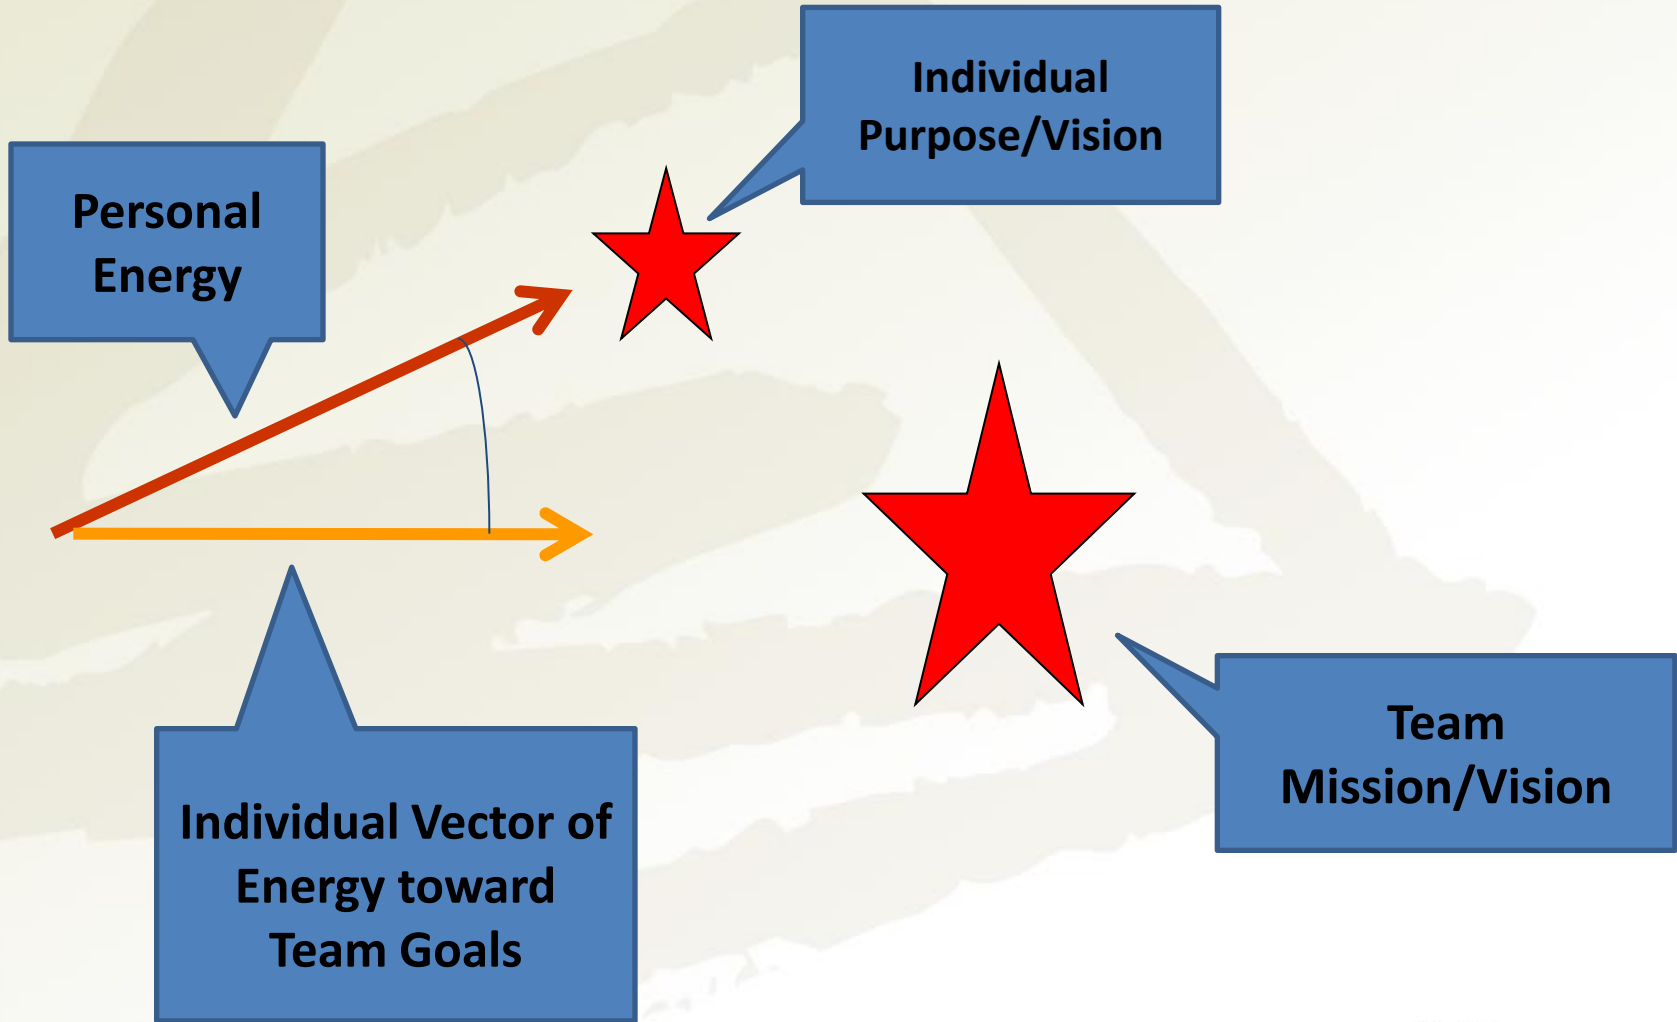 Individual
Purpose/Vision
Personal
Energy
Team
Mission/Vision
Individual Vector of
Energy toward
Team Goals